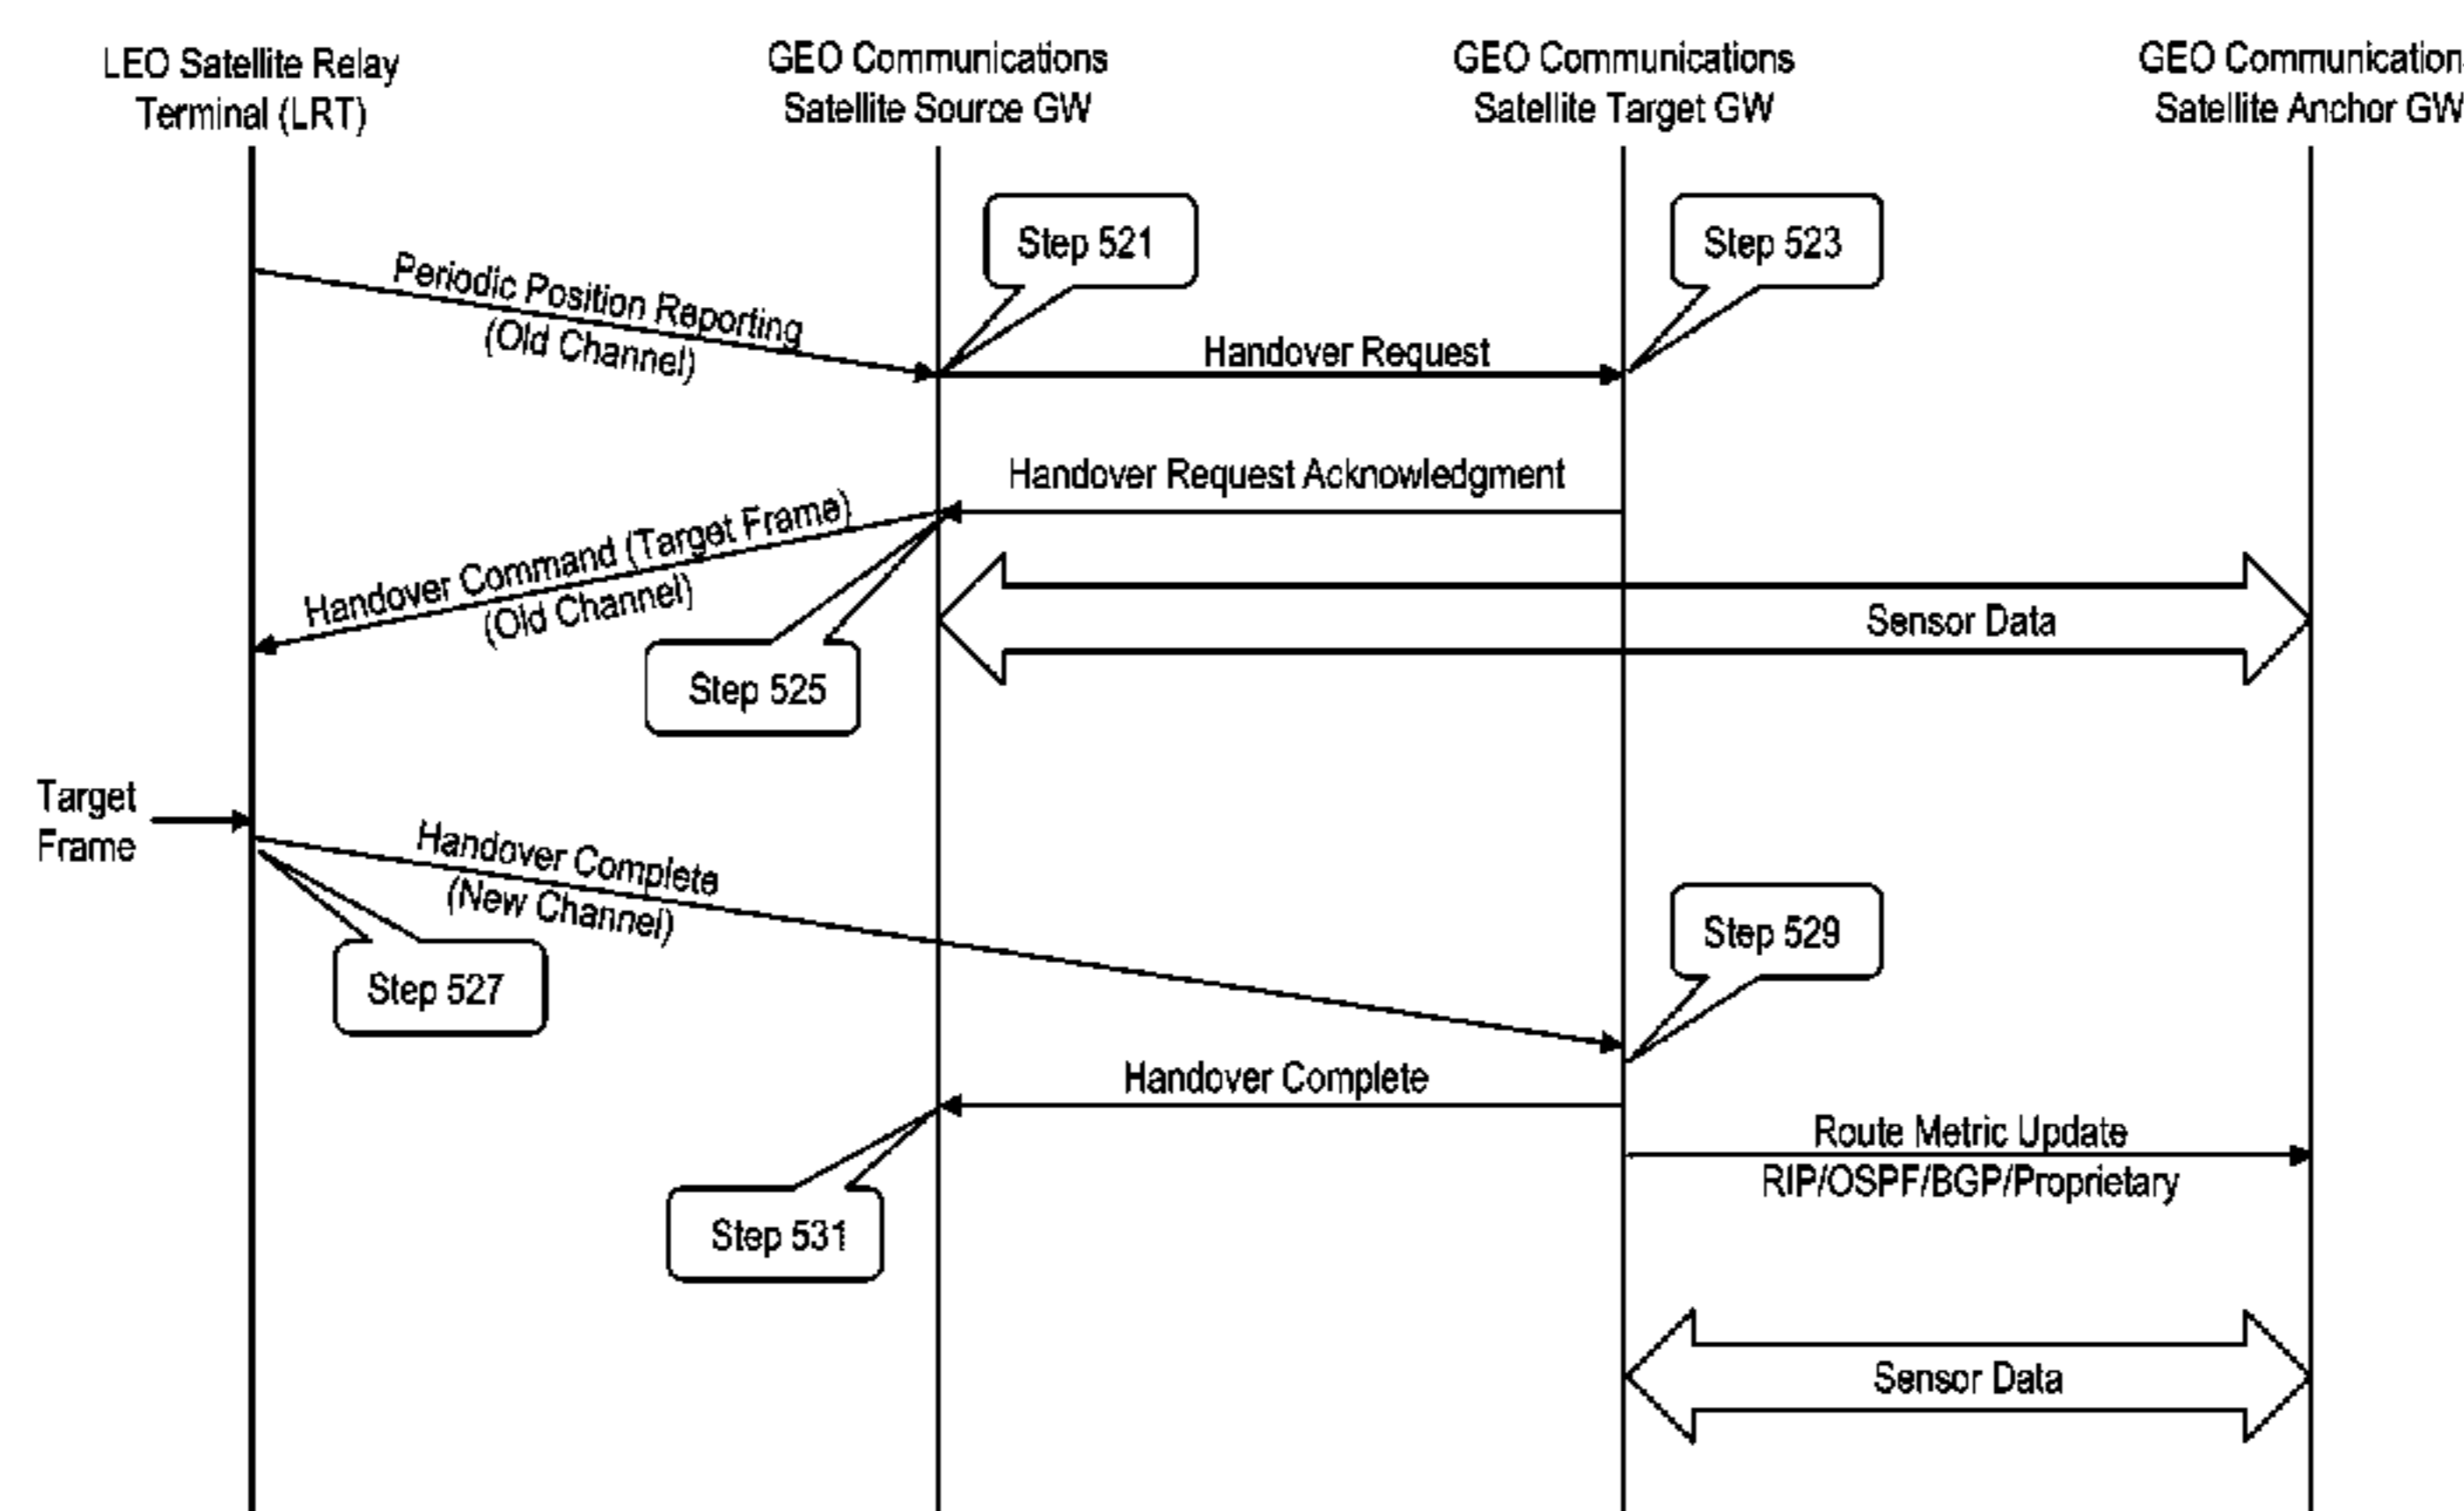 LEO Satellite Relay
Terminal (LRT)
GEO Communications
Satellite Source GW
GEO Communications
Satellite Target GW
GEO Communication
Satellite Anchor GW
Step 521
Step 523
Periodic Position Reporting
(Old Channel)
Handover Request
Handover Request Acknowledgment
Handover Command (Target Frame)
(Old Channel)
Sensor Data
Step 525
Target
Frame
Handover Complete
(New Channel)
Step 527
Step 529
Handover Complete
Route Metric Update
RIP/OSPF/BGP/Proprietary
Step 531
Sensor Data